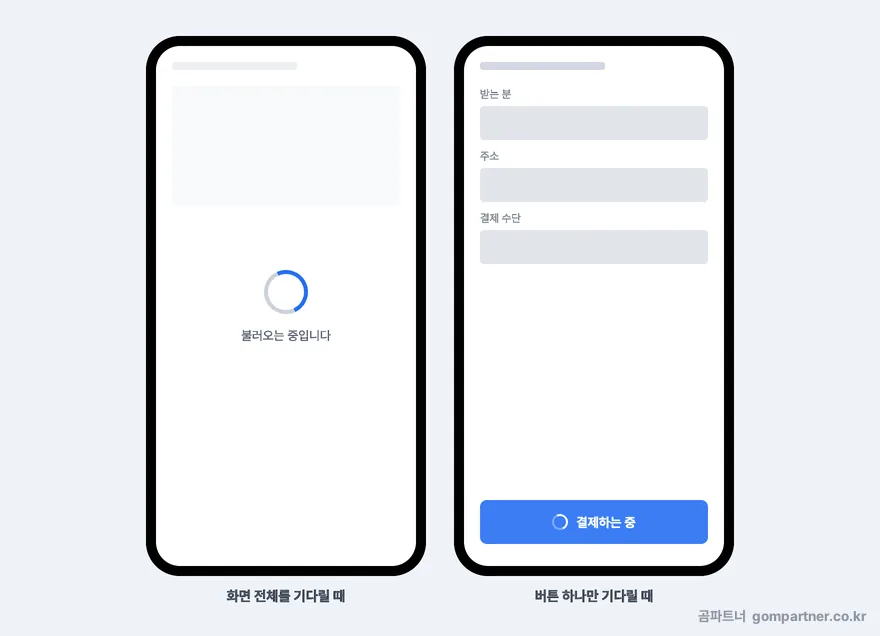 불러오는 중입니다
화면 전체를 기다릴 때
받는 분
주소
결제 수단
결제하는 중
버튼 하나만 기다릴 때
곰파트너 gompartner.co.kr